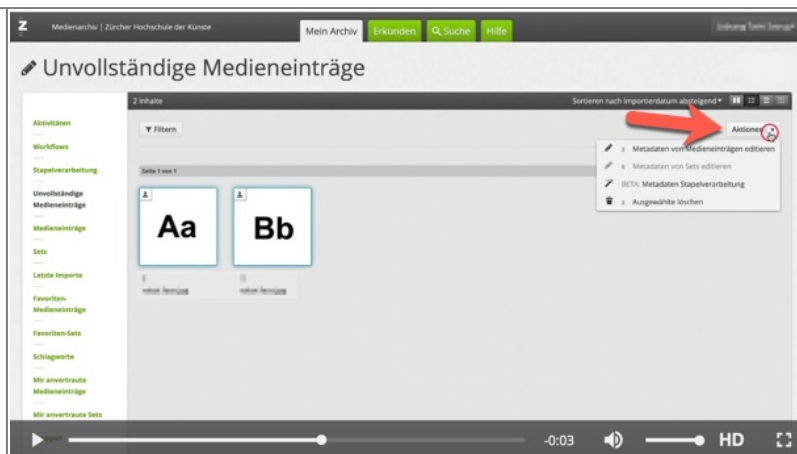 Z
Medienarchiv | Zürcher Hochschule der Künste
Mein Archiv
Erkunden
Suche
Hilfe
Unvollständige Medieneinträge
2 Inhalte
Sortieren nach Importierdatum absteigend
Aktivitäten
Workflows
Stapelverarbeitung
Unvollständige
Medieneinträge
Medieneinträge
Sets
Letzte Importe
Favoriten-
Medieneinträge
Favoriten-Sets
Schlagworte
Mir anvertraute
Medieneinträge
Mir anvertraute Sets
Filtern
Aktionen
2 Metadaten von Medieneinträgen editieren
Metadaten von Sets editieren
BETA: Metadaten Stapelverarbeitung
2 Ausgewählte löschen
Seite 1 von 1
Aa
Bb
-0:03
HD